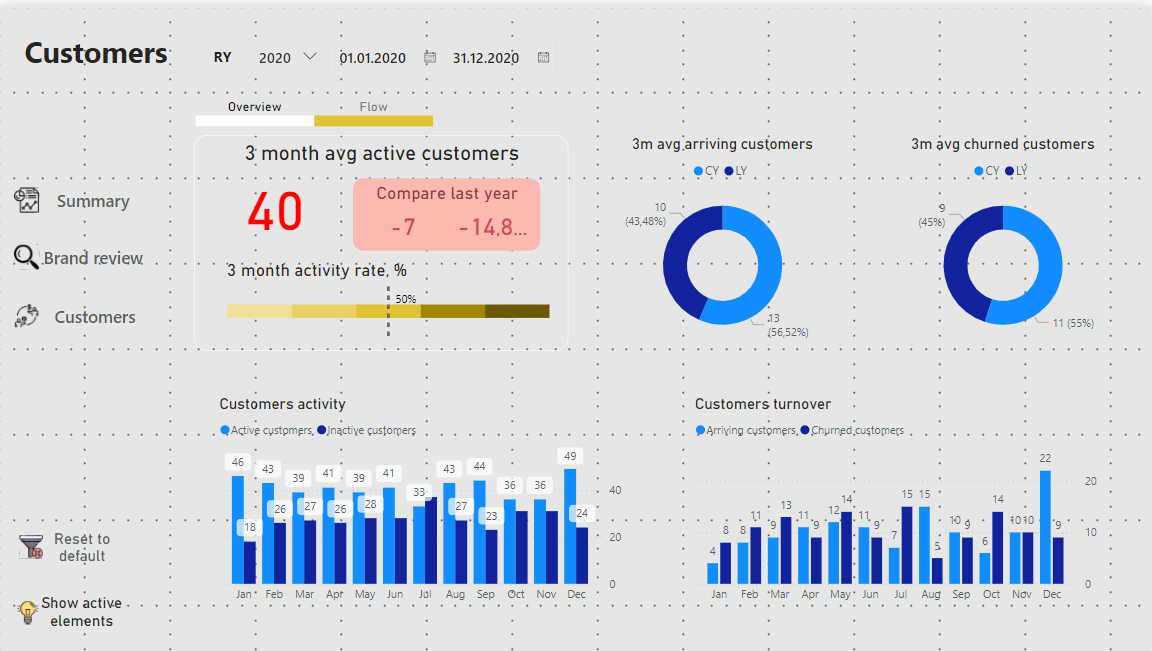 Customers
RY 2020 01.01.2020 31.12.2020
Overview Flow
3 month avg active customers
40
Compare last year
-7 -14,8...
3 month activity rate, %
50%
3m avg arriving customers
CY LY
10
(43,48%)
13
(56,52%)
3m avg churned customers
CY LY
9
(45%)
11 (55%)
Summary
Brand review
Customers
Reset to
default
Show active
elements
Customers activity
Active customers Inactive customers
46 43 39 41 39 41 33 43 44 36 36 49
18 26 27 26 28 27 23 24
40
20
0
Jan Feb Mar Apr May Jun Jul Aug Sep Oct Nov Dec
Customers turnover
Arriving customers Churned customers
4 8 9 11 12 11 7 15 10 6 10 22
8 11 13 9 14 9 15 5 9 14 10 9
20
10
0
Jan Feb Mar Apr May Jun Jul Aug Sep Oct Nov Dec